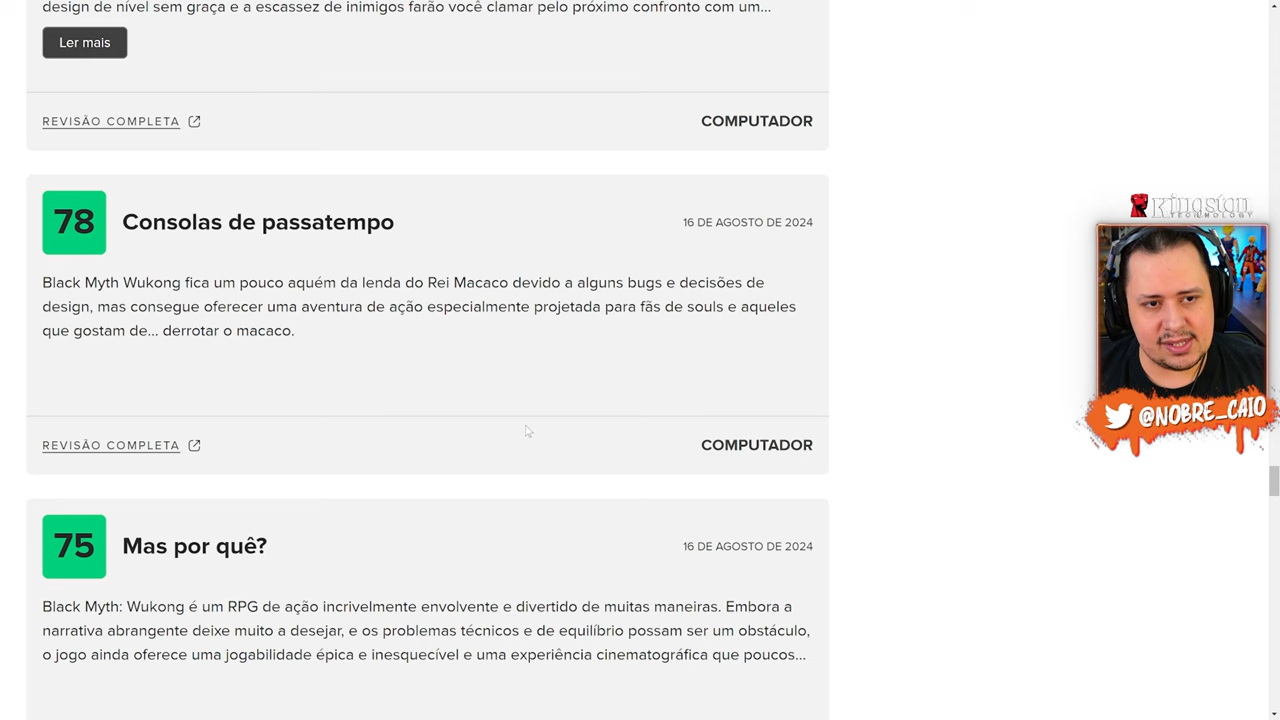 design de nível sem graça e a escassez de inimigos farão você clamar pelo próximo confronto com um...
Ler mais
REVISÃO COMPLETA
COMPUTADOR
78
Consolas de passatempo
16 DE AGOSTO DE 2024
Black Myth Wukong fica um pouco aquém da lenda do Rei Macaco devido a alguns bugs e decisões de
design, mas consegue oferecer uma aventura de ação especialmente projetada para fãs de souls e aqueles
que gostam de... derrotar o macaco.
REVISÃO COMPLETA
COMPUTADOR
75
Mas por quê?
16 DE AGOSTO DE 2024
Black Myth: Wukong é um RPG de ação incrivelmente envolvente e divertido de muitas maneiras. Embora a
narrativa abrangente deixe muito a desejar, e os problemas técnicos e de equilíbrio possam ser um obstáculo,
o jogo ainda oferece uma jogabilidade épica e inesquecível e uma experiência cinematográfica que poucos...
Kingston
TECHNOLOGY
@NOBRE_CAIO